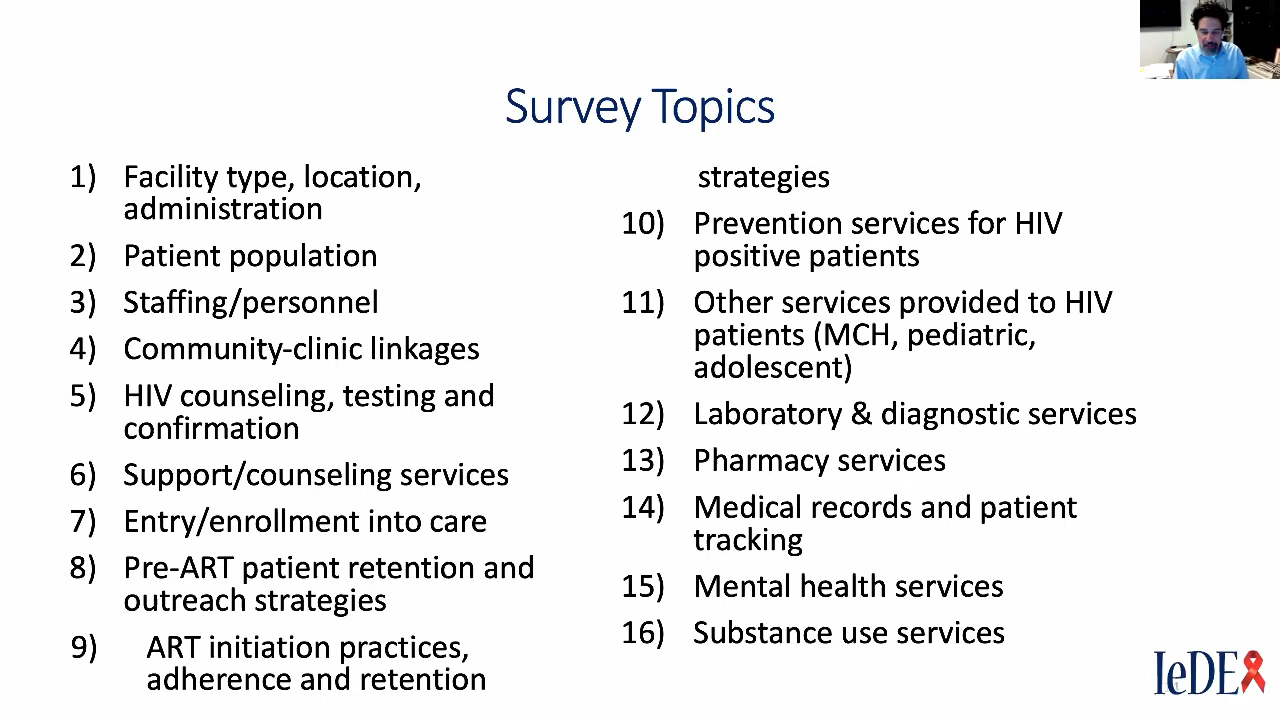 Survey Topics
1) Facility type, location,
administration
2) Patient population
3) Staffing/personnel
4) Community-clinic linkages
5) HIV counseling, testing and
confirmation
6) Support/counseling services
7) Entry/enrollment into care
8) Pre-ART patient retention and
outreach strategies
9) ART initiation practices,
adherence and retention
strategies
10) Prevention services for HIV
positive patients
11) Other services provided to HIV
patients (MCH, pediatric,
adolescent)
12) Laboratory & diagnostic services
13) Pharmacy services
14) Medical records and patient
tracking
15) Mental health services
16) Substance use services
IeDEA